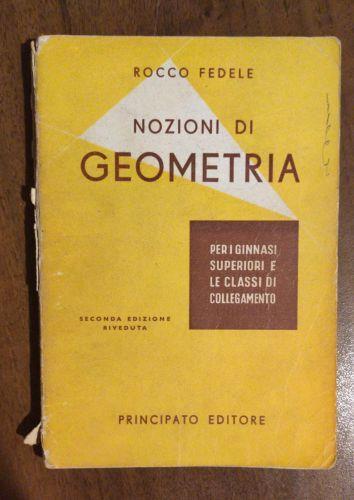 ROCCO FEDELE
NOZIONI DI
GEOMETRIA
PER I GINNASI
SUPERIORI E
LE CLASSI DI
COLLEGAMENTO
SECONDA EDIZIONE
RIVEDUTA
PRINCIPATO EDITORE